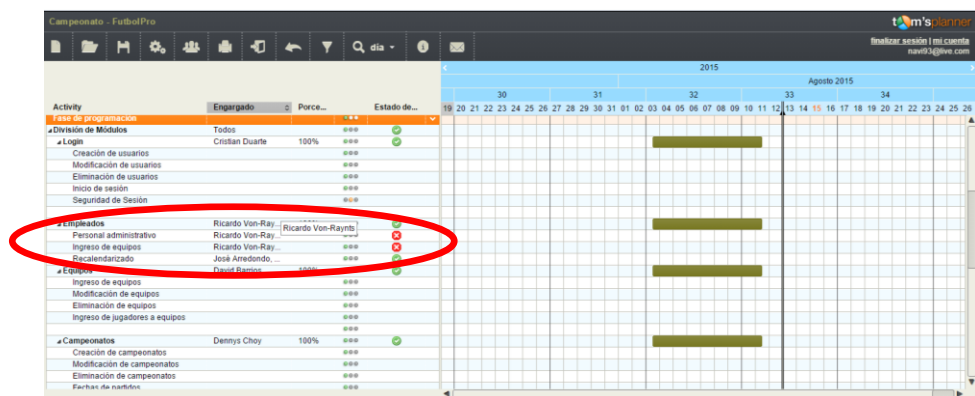 Campeonato - FutbolPro
tom'splanner
dia
finalizar sesión | mi cuenta
navi93@live.com
2015
Agosto 2015
30 31 32 33 34
Activity Engargado Porce... Estado de...
19 20 21 22 23 24 25 26 27 28 29 30 31 01 02 03 04 05 06 07 08 09 10 11 12 13 14 15 16 17 18 19 20 21 22 23 24 25 26
Fase de programación
División de Módulos Todos
Login Cristian Duarte 100%
Creación de usuarios
Modificación de usuarios
Eliminación de usuarios
Inicio de sesión
Seguridad de Sesión
Empleados Ricardo Von-Ray... 100%
Ricardo Von-Raynts
Personal administrativo Ricardo Von-Ray...
Ingreso de equipos Ricardo Von-Ray...
Recalendarizado Josè Arredondo, ...
Equipos David Barrios 100%
Ingreso de equipos
Modificación de equipos
Eliminación de equipos
Ingreso de jugadores a equipos
Campeonatos Dennys Choy 100%
Creación de campeonatos
Modificación de campeonatos
Eliminación de campeonatos
Fechas de partidos